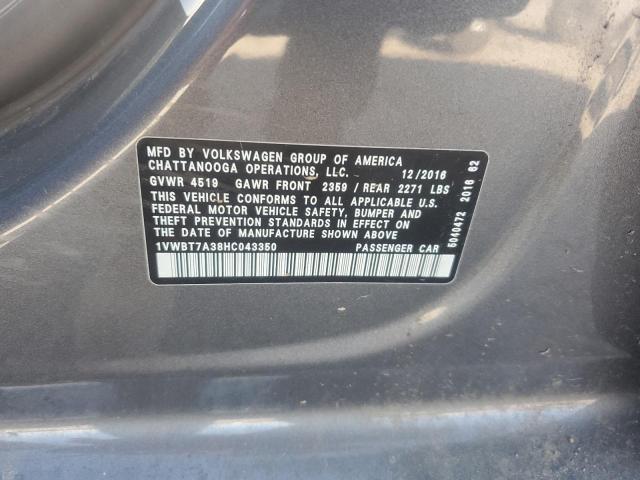 MFD BY VOLKSWAGEN GROUP OF AMERICA
CHATTANOOGA OPERATIONS, LLC. 12/2016
GVWR 4519 GAWR FRONT 2359 / REAR 2271 LBS
THIS VEHICLE CONFORMS TO ALL APPLICABLE U.S.
FEDERAL MOTOR VEHICLE SAFETY, BUMPER AND
THEFT PREVENTION STANDARDS IN EFFECT ON THE
DATE OF MANUFACTURE SHOWN ABOVE
1VWBT7A38HC043350 PASSENGER CAR
5040472 2016 62